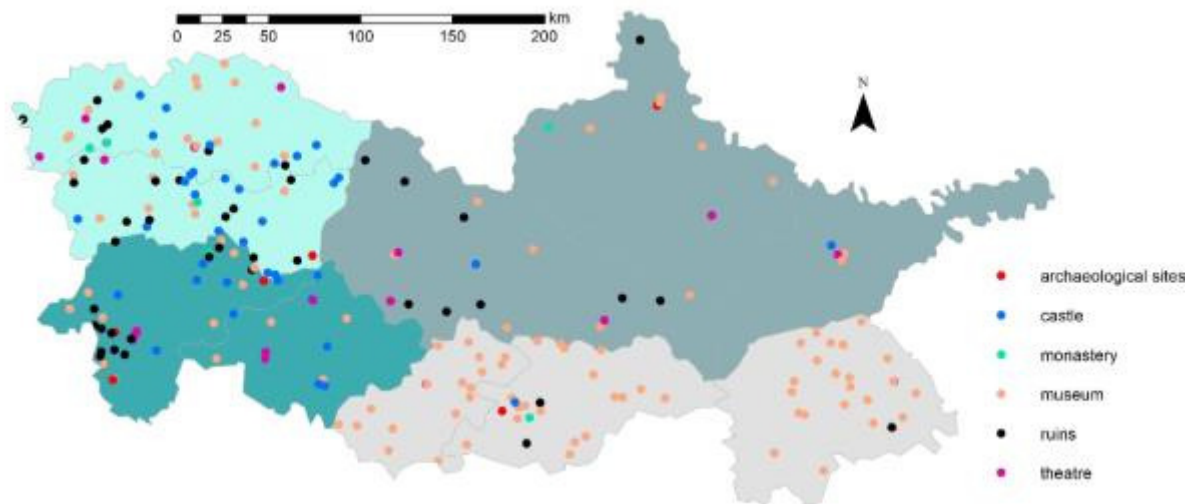 km
0 25 50 100 150 200
N
archaeological sites
castle
monastery
museum
ruins
theatre